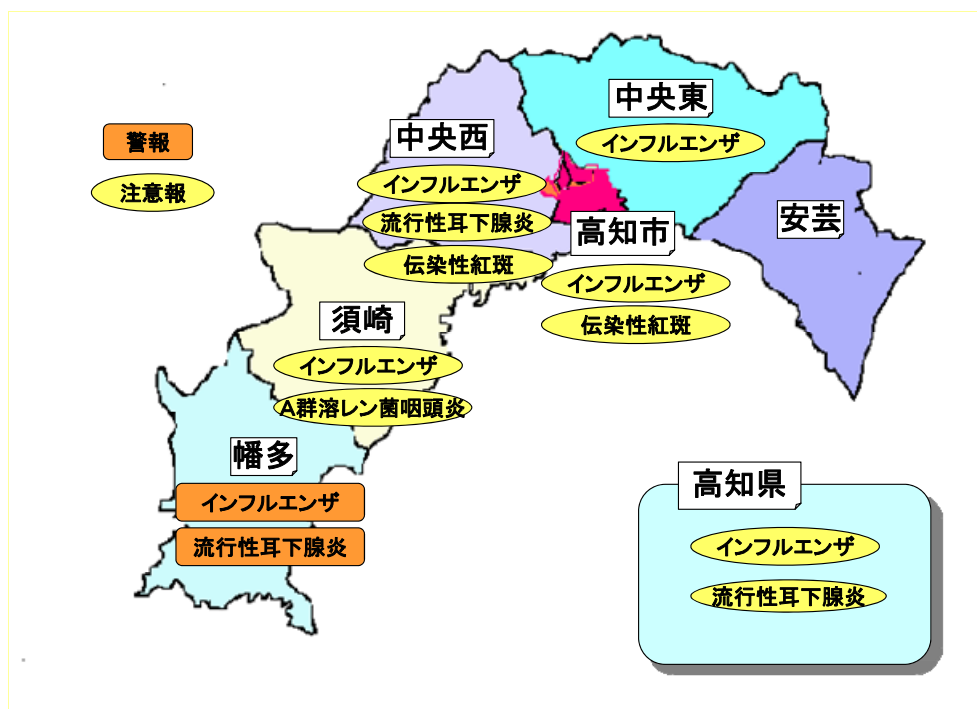 警報
注意報
中央東
インフルエンザ
中央西
インフルエンザ
流行性耳下腺炎
伝染性紅斑
高知市
インフルエンザ
伝染性紅斑
安芸
須崎
インフルエンザ
A群溶レン菌咽頭炎
幡多
インフルエンザ
流行性耳下腺炎
高知県
インフルエンザ
流行性耳下腺炎